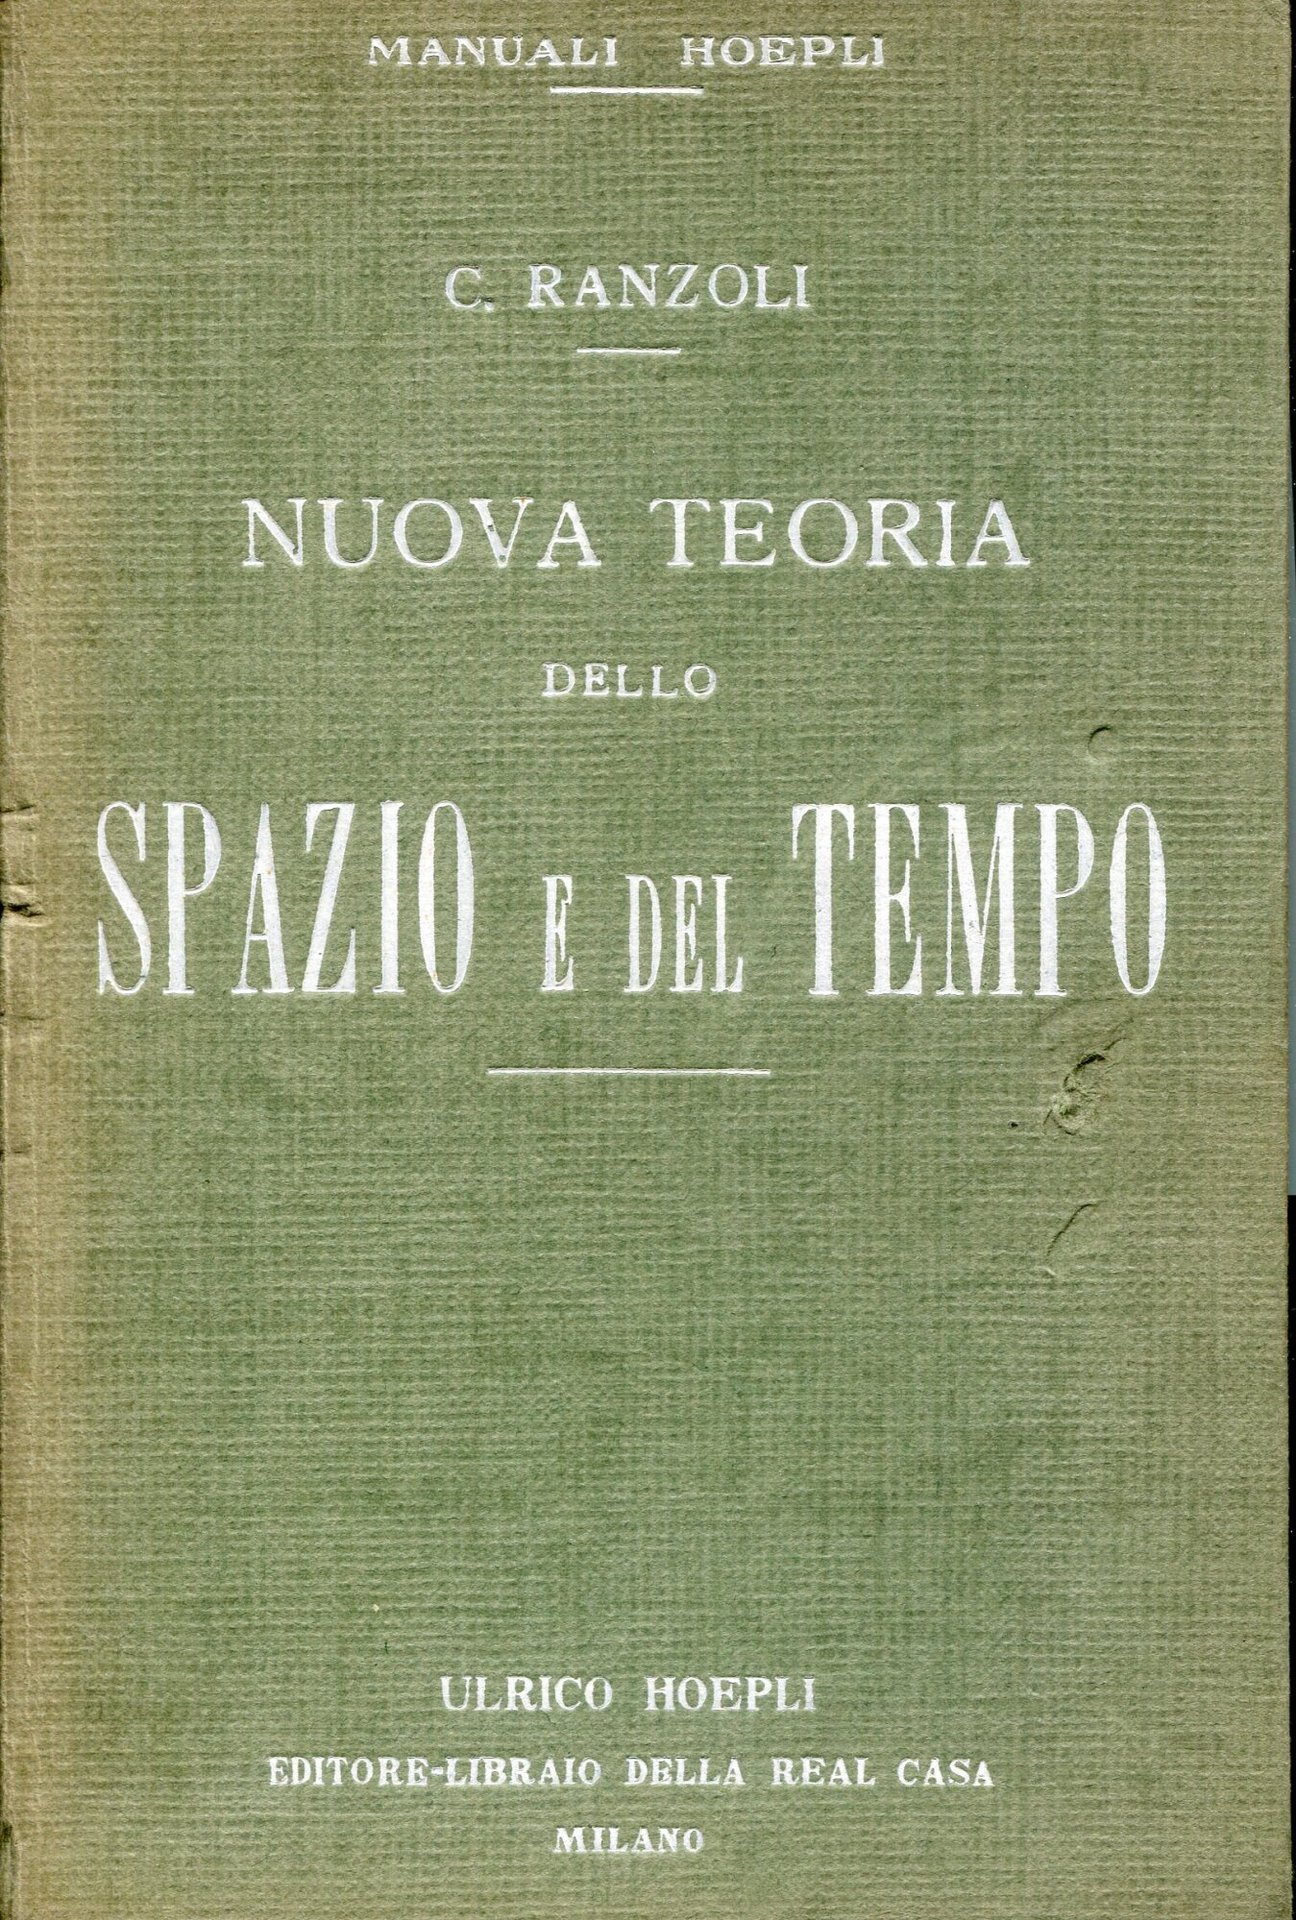 MANUALI HOEPLI
C. RANZOLI
NUOVA TEORIA
DELLO
SPAZIO E DEL TEMPO
ULRICO HOEPLI
EDITORE-LIBRAIO DELLA REAL CASA
MILANO